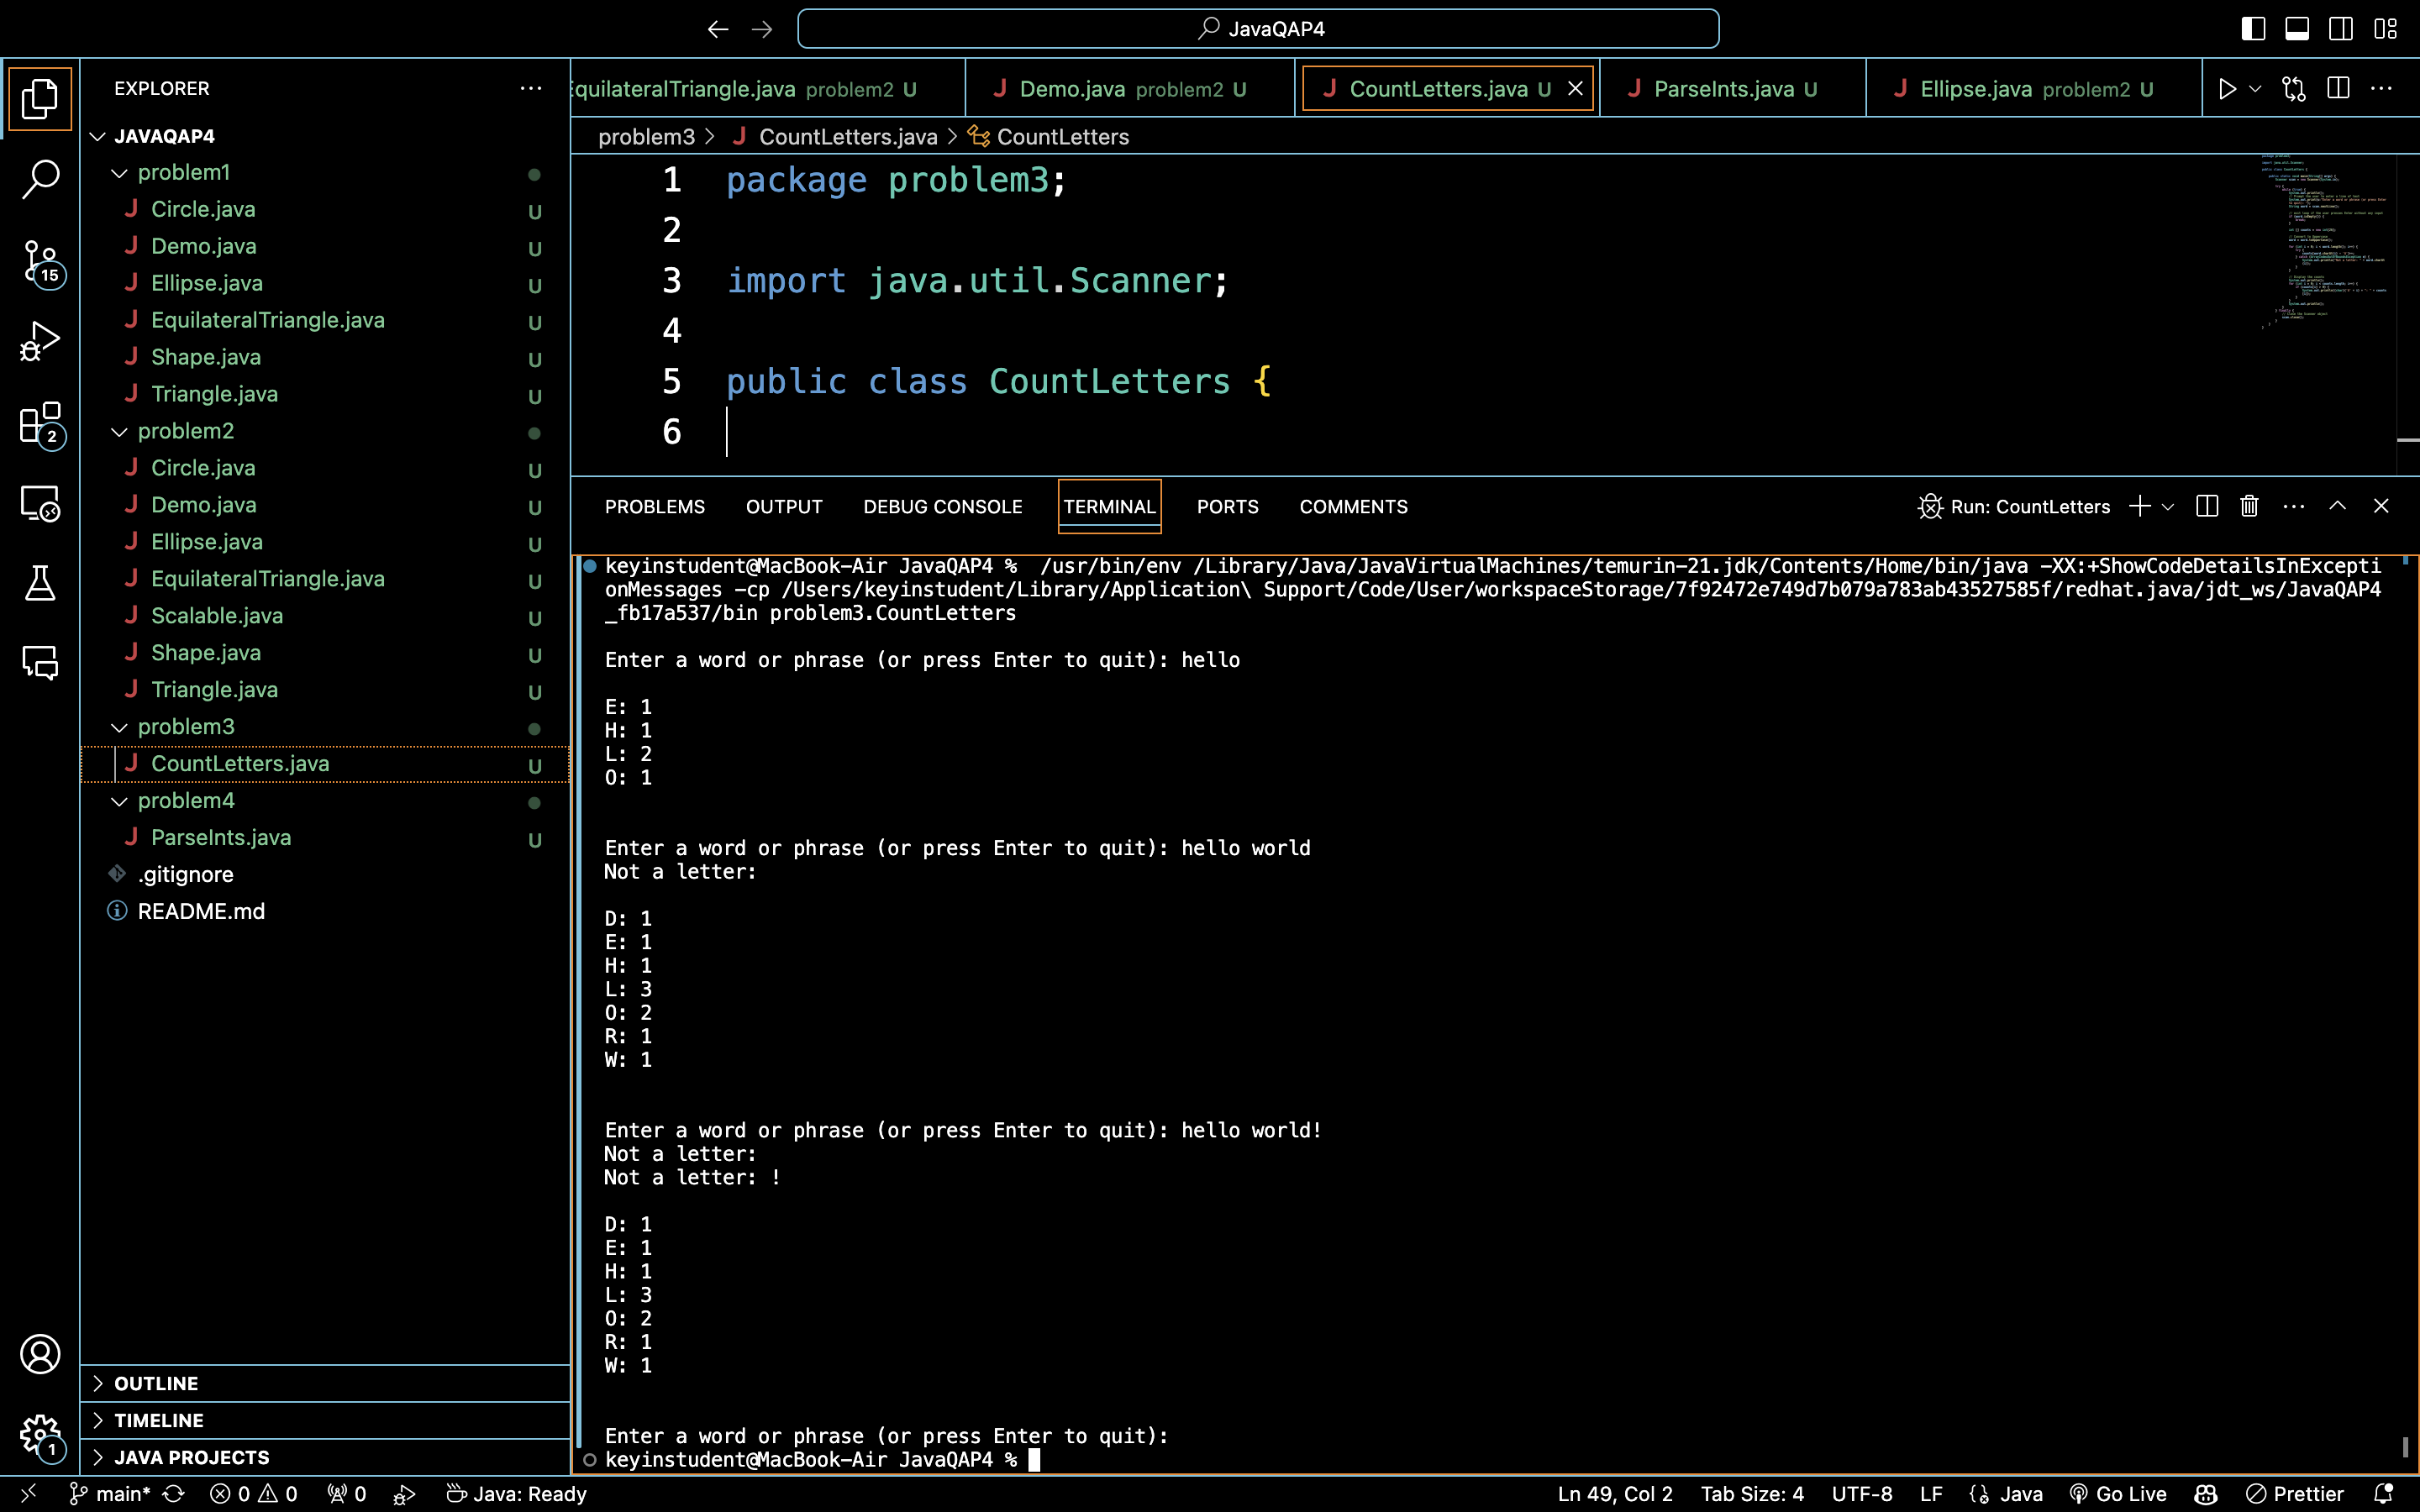 JavaQAP4
EXPLORER
JAVAQAP4
problem1
Circle.java U
Demo.java U
Ellipse.java U
EquilateralTriangle.java U
Shape.java U
Triangle.java U
problem2
Circle.java U
Demo.java U
Ellipse.java U
EquilateralTriangle.java U
Scalable.java U
Shape.java U
Triangle.java U
problem3
CountLetters.java U
problem4
ParseInts.java U
.gitignore
README.md
OUTLINE
TIMELINE
JAVA PROJECTS
15
2
1
quilateralTriangle.java problem2 U
Demo.java problem2 U
CountLetters.java U
ParseInts.java U
Ellipse.java problem2 U
problem3 > CountLetters.java > CountLetters
1 package problem3;
2
3 import java.util.Scanner;
4
5 public class CountLetters {
6
PROBLEMS OUTPUT DEBUG CONSOLE TERMINAL PORTS COMMENTS
Run: CountLetters
keyinstudent@MacBook-Air JavaQAP4 % /usr/bin/env /Library/Java/JavaVirtualMachines/temurin-21.jdk/Contents/Home/bin/java -XX:+ShowCodeDetailsInExcepti
onMessages -cp /Users/keyinstudent/Library/Application\ Support/Code/User/workspaceStorage/7f92472e749d7b079a783ab43527585f/redhat.java/jdt_ws/JavaQAP4
_fb17a537/bin problem3.CountLetters
Enter a word or phrase (or press Enter to quit): hello
E: 1
H: 1
L: 2
O: 1
Enter a word or phrase (or press Enter to quit): hello world
Not a letter:
D: 1
E: 1
H: 1
L: 3
O: 2
R: 1
W: 1
Enter a word or phrase (or press Enter to quit): hello world!
Not a letter:
Not a letter: !
D: 1
E: 1
H: 1
L: 3
O: 2
R: 1
W: 1
Enter a word or phrase (or press Enter to quit):
keyinstudent@MacBook-Air JavaQAP4 %
main* 0 0 0 Java: Ready Ln 49, Col 2 Tab Size: 4 UTF-8 LF Java Go Live Prettier